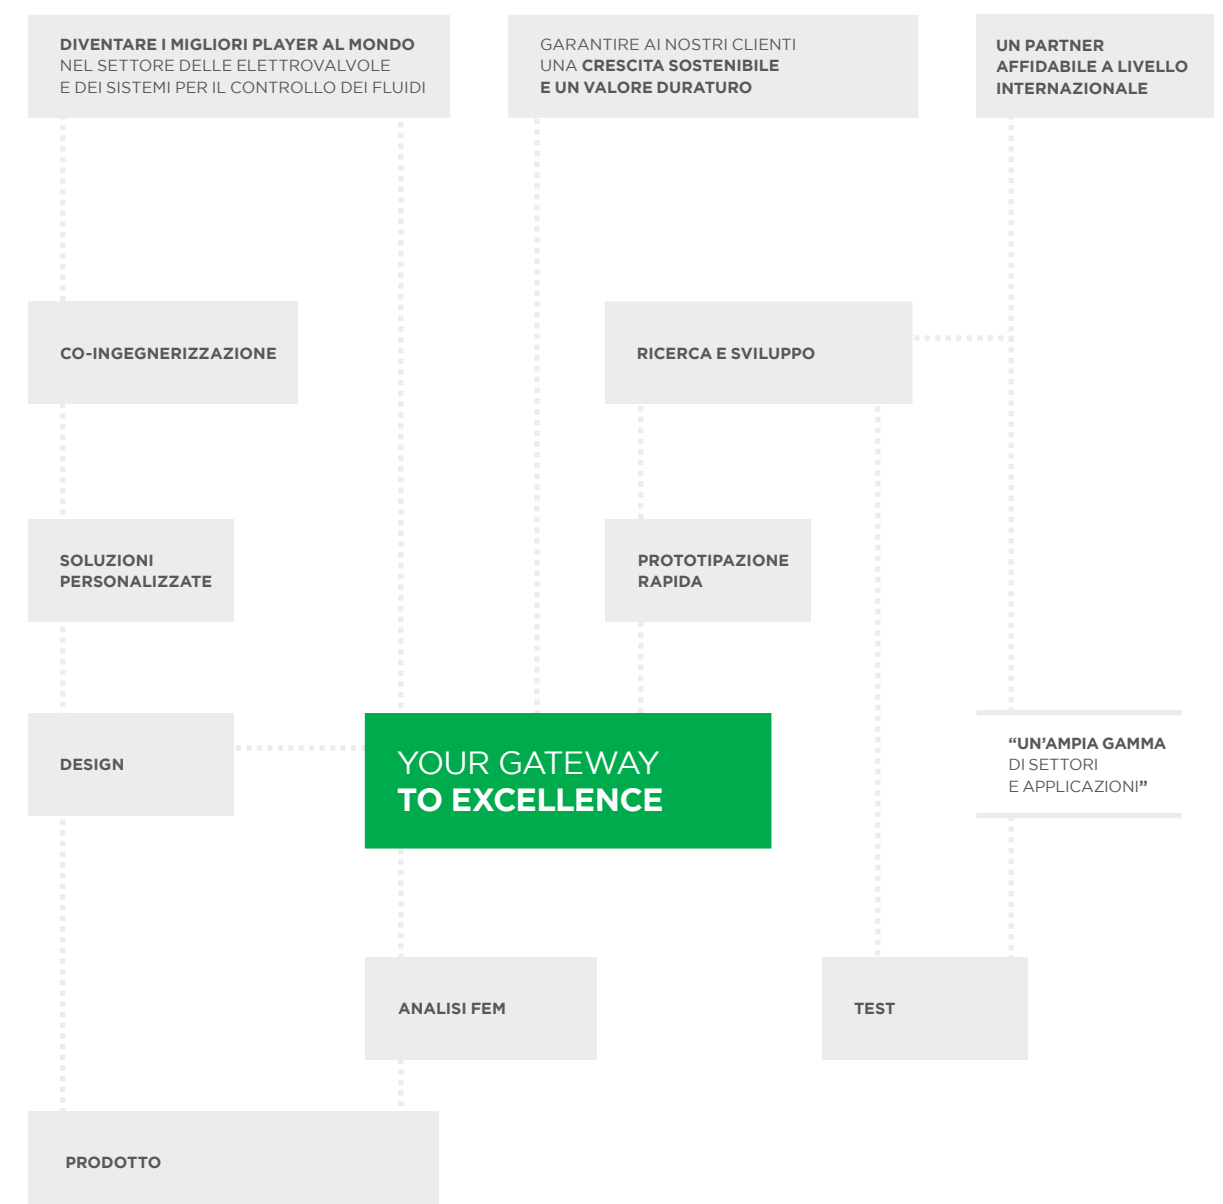 DIVENTARE I MIGLIORI PLAYER AL MONDO
NEL SETTORE DELLE ELETTROVALVOLE
E DEI SISTEMI PER IL CONTROLLO DEI FLUIDI
GARANTIRE AI NOSTRI CLIENTI
UNA CRESCITA SOSTENIBILE
E UN VALORE DURATURO
UN PARTNER
AFFIDABILE A LIVELLO
INTERNAZIONALE
CO-INGEGNERIZZAZIONE
RICERCA E SVILUPPO
SOLUZIONI
PERSONALIZZATE
PROTOTIPAZIONE
RAPIDA
DESIGN
YOUR GATEWAY
TO EXCELLENCE
“UN’AMPIA GAMMA
DI SETTORI
E APPLICAZIONI”
ANALISI FEM
TEST
PRODOTTO